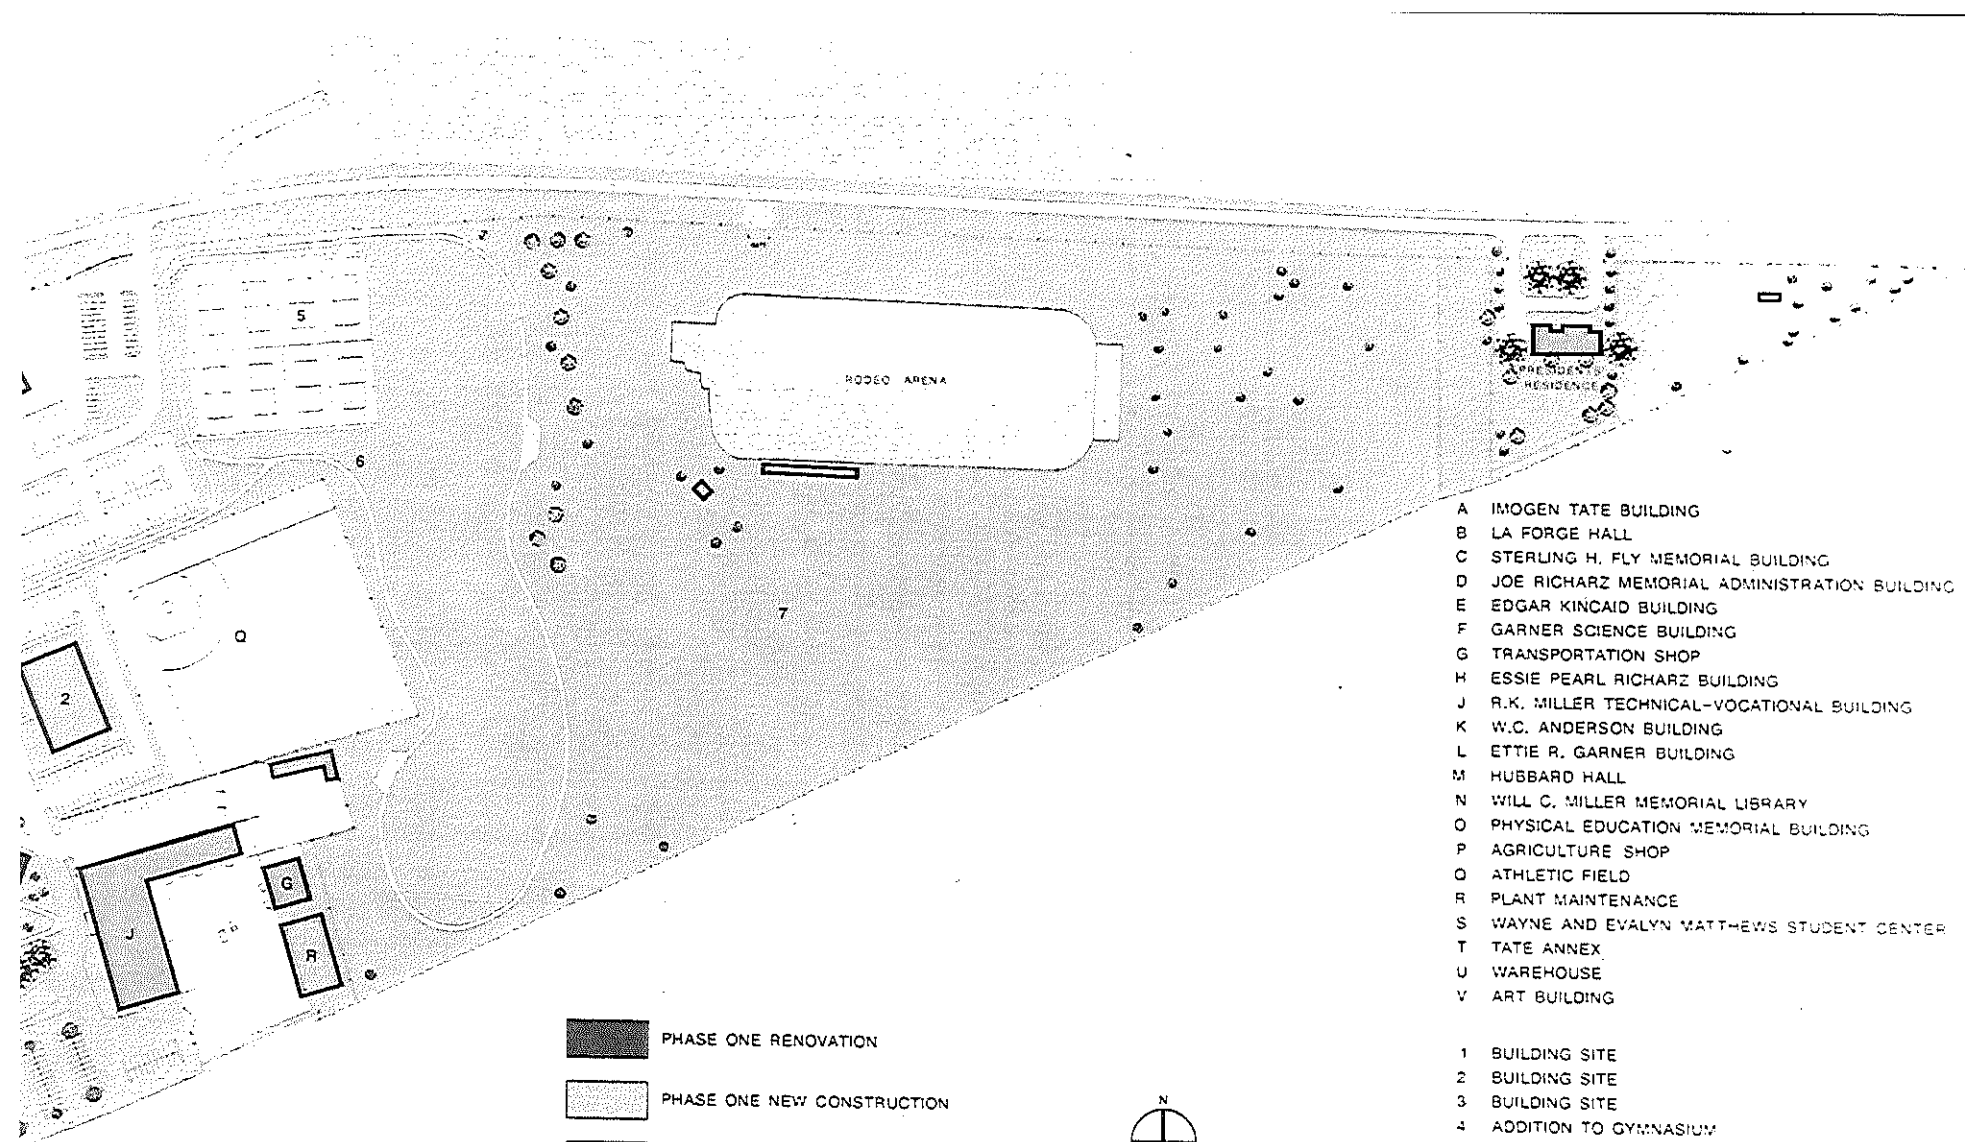 5
RODEO ARENA
PRESIDENTS
RESIDENCE
6
7
Q
2
G
J
R
A IMOGEN TATE BUILDING
B LA FORGE HALL
C STERLING H. FLY MEMORIAL BUILDING
D JOE RICHARZ MEMORIAL ADMINISTRATION BUILDING
E EDGAR KINCAID BUILDING
F GARNER SCIENCE BUILDING
G TRANSPORTATION SHOP
H ESSIE PEARL RICHARZ BUILDING
J R.K. MILLER TECHNICAL-VOCATIONAL BUILDING
K W.C. ANDERSON BUILDING
L ETTIE R. GARNER BUILDING
M HUBBARD HALL
N WILL C. MILLER MEMORIAL LIBRARY
O PHYSICAL EDUCATION MEMORIAL BUILDING
P AGRICULTURE SHOP
Q ATHLETIC FIELD
R PLANT MAINTENANCE
S WAYNE AND EVALYN MATTHEWS STUDENT CENTER
T TATE ANNEX
U WAREHOUSE
V ART BUILDING
1 BUILDING SITE
2 BUILDING SITE
3 BUILDING SITE
4 ADDITION TO GYMNASIUM
PHASE ONE RENOVATION
PHASE ONE NEW CONSTRUCTION
N